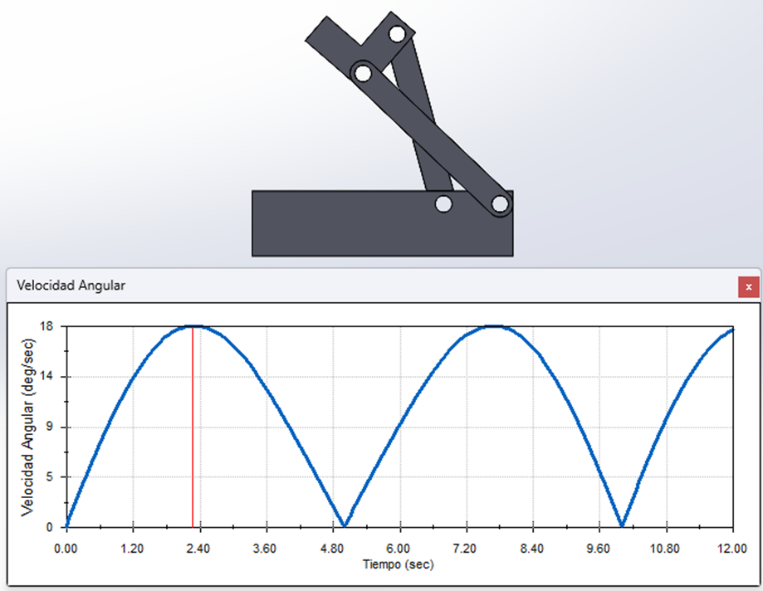 Velocidad Angular
x
Velocidad Angular (deg/sec)
18
14
9
5
0
0.00 1.20 2.40 3.60 4.80 6.00 7.20 8.40 9.60 10.80 12.00
Tiempo (sec)